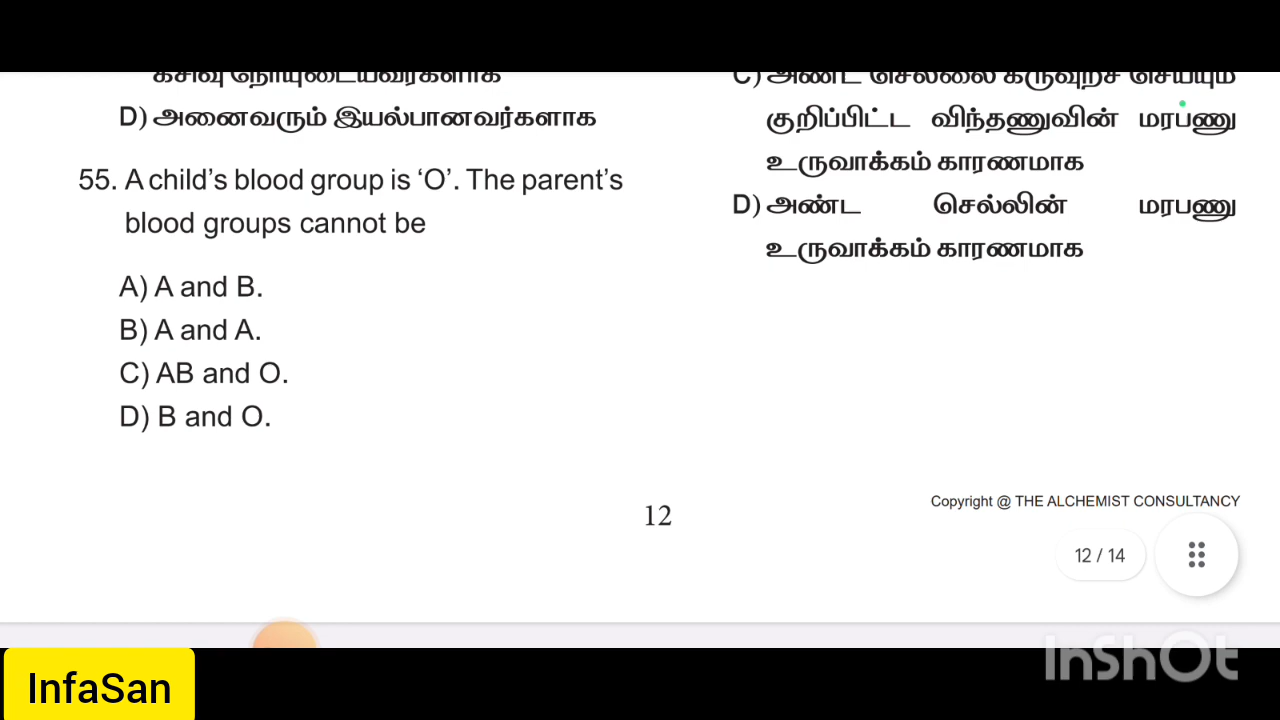 கசிவு நோயுடையவர்களாக
D) அனைவரும் இயல்பானவர்களாக
55. A child’s blood group is ‘O’. The parent’s
blood groups cannot be
A) A and B.
B) A and A.
C) AB and O.
D) B and O.
C) அண்ட செல்லை கருவுறச் செய்யும்
குறிப்பிட்ட விந்தணுவின் மரபணு
உருவாக்கம் காரணமாக
D) அண்ட செல்லின் மரபணு
உருவாக்கம் காரணமாக
12
Copyright @ THE ALCHEMIST CONSULTANCY
12 / 14
InShOt
InfaSan